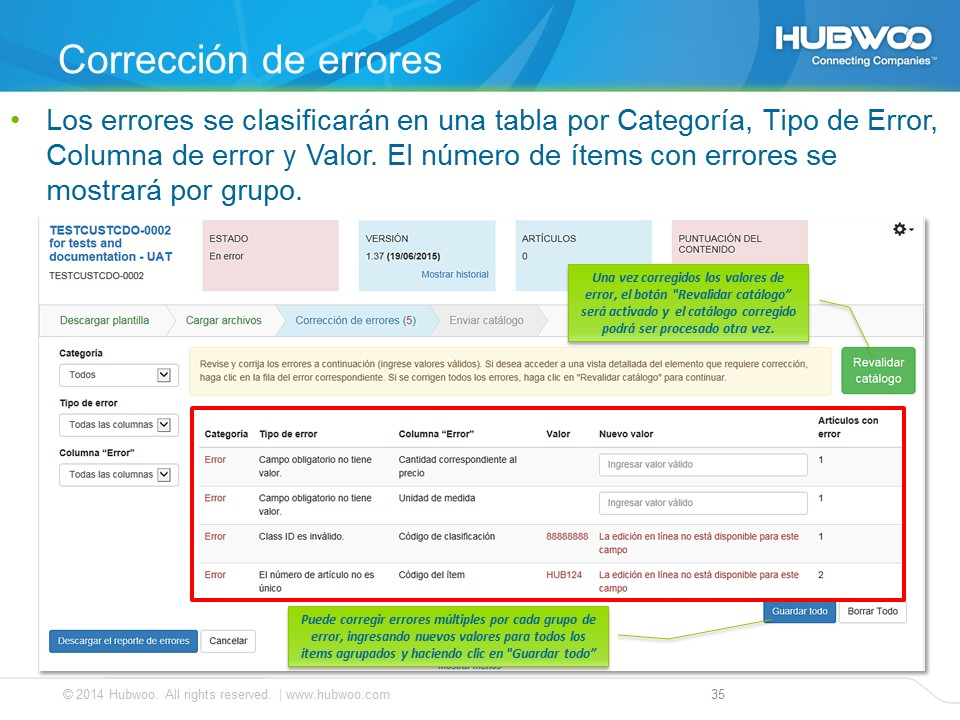 Corrección de errores
HUBWOO
Connecting Companies™
• Los errores se clasificarán en una tabla por Categoría, Tipo de Error,
Columna de error y Valor. El número de ítems con errores se
mostrará por grupo.
TESTCUSTCDO-0002
for tests and
documentation - UAT
TESTCUSTCDO-0002
ESTADO
En error
VERSIÓN
1.37 (19/06/2015)
Mostrar historial
ARTÍCULOS
0
PUNTUACIÓN DEL
CONTENIDO
Una vez corregidos los valores de
error, el botón "Revalidar catálogo”
será activado y el catálogo corregido
podrá ser procesado otra vez.
Descargar plantilla
Cargar archivos
Corrección de errores (5)
Enviar catálogo
Categoría
Todos
Tipo de error
Todas las columnas
Columna “Error”
Todas las columnas
Revise y corrija los errores a continuación (ingrese valores válidos). Si desea acceder a una vista detallada del elemento que requiere corrección,
haga clic en la fila del error correspondiente. Si se corrigen todos los errores, haga clic en "Revalidar catálogo" para continuar.
Revalidar
catálogo
Categoría Tipo de error Columna “Error” Valor Nuevo valor Artículos con
error
Error Campo obligatorio no tiene Cantidad correspondiente al Ingresar valor válido 1
valor. precio
Error Campo obligatorio no tiene Unidad de medida Ingresar valor válido 1
valor.
Error Class ID es inválido. Código de clasificación 88888888 La edición en línea no está disponible para este 1
campo
Error El número de artículo no es Código del ítem HUB124 La edición en línea no está disponible para este 2
único campo
Guardar todo
Borrar Todo
Puede corregir errores múltiples por cada grupo de
error, ingresando nuevos valores para todos los
items agrupados y haciendo clic en "Guardar todo”
Descargar el reporte de errores
Cancelar
Mostrar menos
© 2014 Hubwoo. All rights reserved. | www.hubwoo.com
35